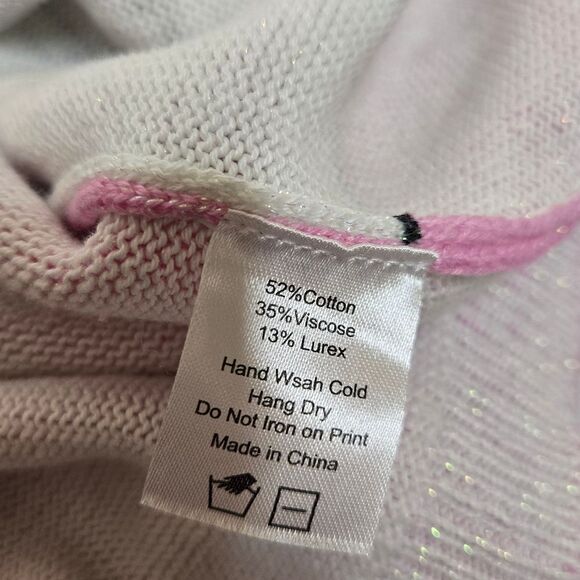 52%Cotton
35%Viscose
13% Lurex
Hand Wsah Cold
Hang Dry
Do Not Iron on Print
Made in China